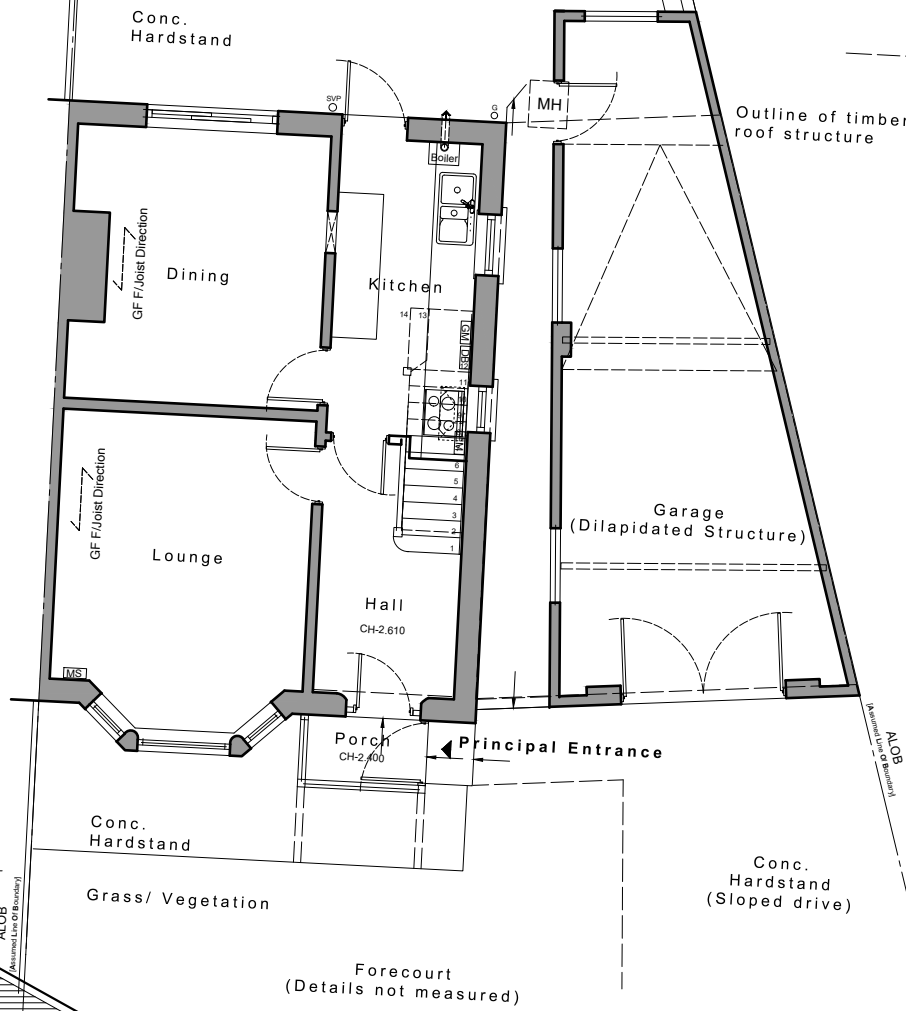 Conc.
Hardstand
SVP
G
MH
Outline of timber
roof structure
Boiler
GF F/Joist Direction
Dining
Kitchen
14 13
GM
DB
11
GF F/Joist Direction
Lounge
6
5
4
3
2
1
Garage
(Dilapidated Structure)
Hall
CH-2.610
MS
Porch
CH-2.400
Principal Entrance
ALOB
[Assumed Line Of Boundary]
Conc.
Hardstand
Grass/ Vegetation
Conc.
Hardstand
(Sloped drive)
ALOB
[Assumed Line Of Boundary]
Forecourt
(Details not measured)